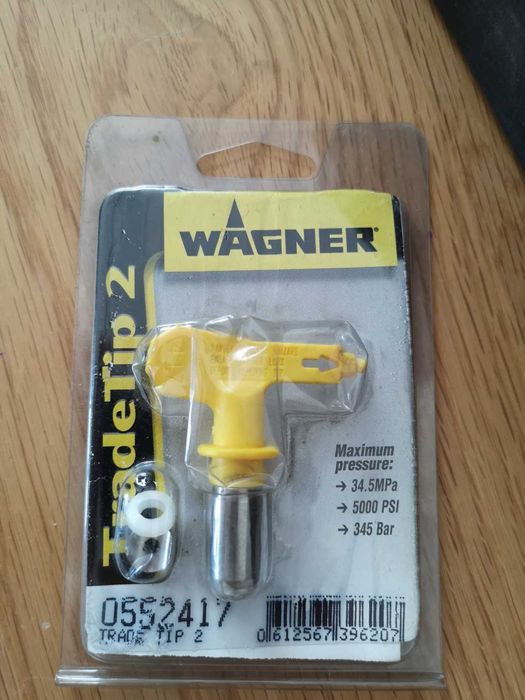 WAGNER
TradeTip 2
Maximum
pressure:
→ 34.5MPa
→ 5000 PSI
→ 345 Bar
0552417
TRADE TIP 2
0 612567 396207